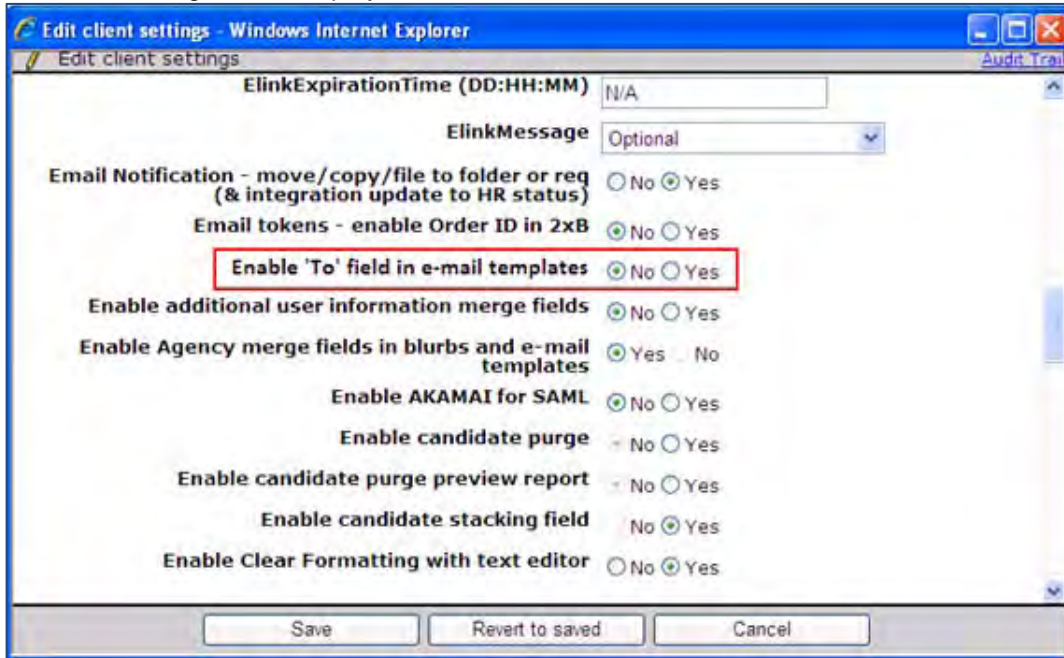 Edit client settings - Windows Internet Explorer
Edit client settings Audit Trail
ElinkExpirationTime (DD:HH:MM) N/A
ElinkMessage Optional
Email Notification - move/copy/file to folder or req
(& integration update to HR status) No Yes
Email tokens - enable Order ID in 2xB No Yes
Enable 'To' field in e-mail templates No Yes
Enable additional user information merge fields No Yes
Enable Agency merge fields in blurbs and e-mail
templates Yes No
Enable AKAMAI for SAML No Yes
Enable candidate purge No Yes
Enable candidate purge preview report No Yes
Enable candidate stacking field No Yes
Enable Clear Formatting with text editor No Yes
Save Revert to saved Cancel